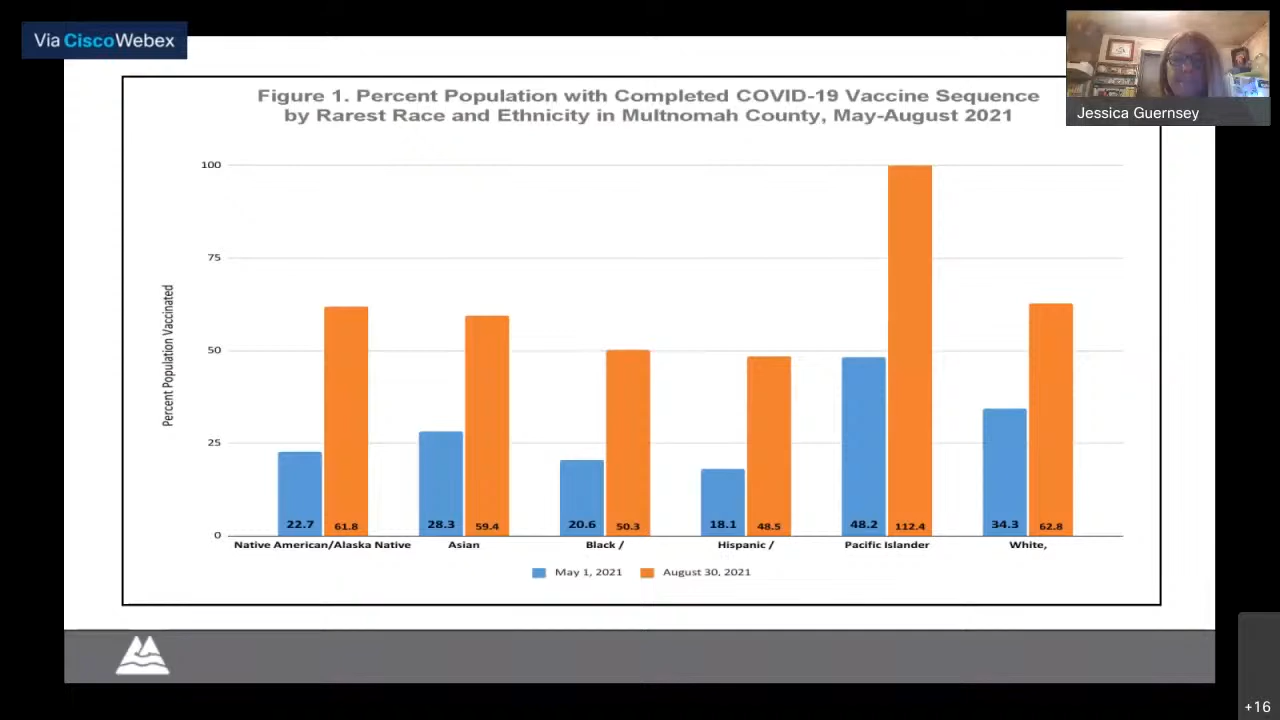 Via CiscoWebex
Jessica Guernsey
Figure 1. Percent Population with Completed COVID-19 Vaccine Sequence
by Rarest Race and Ethnicity in Multnomah County, May-August 2021
Percent Population Vaccinated
100
75
50
25
0
22.7 61.8 28.3 59.4 20.6 50.3 18.1 48.5 48.2 112.4 34.3 62.8
Native American/Alaska Native Asian Black / Hispanic / Pacific Islander White,
May 1, 2021 August 30, 2021
+16